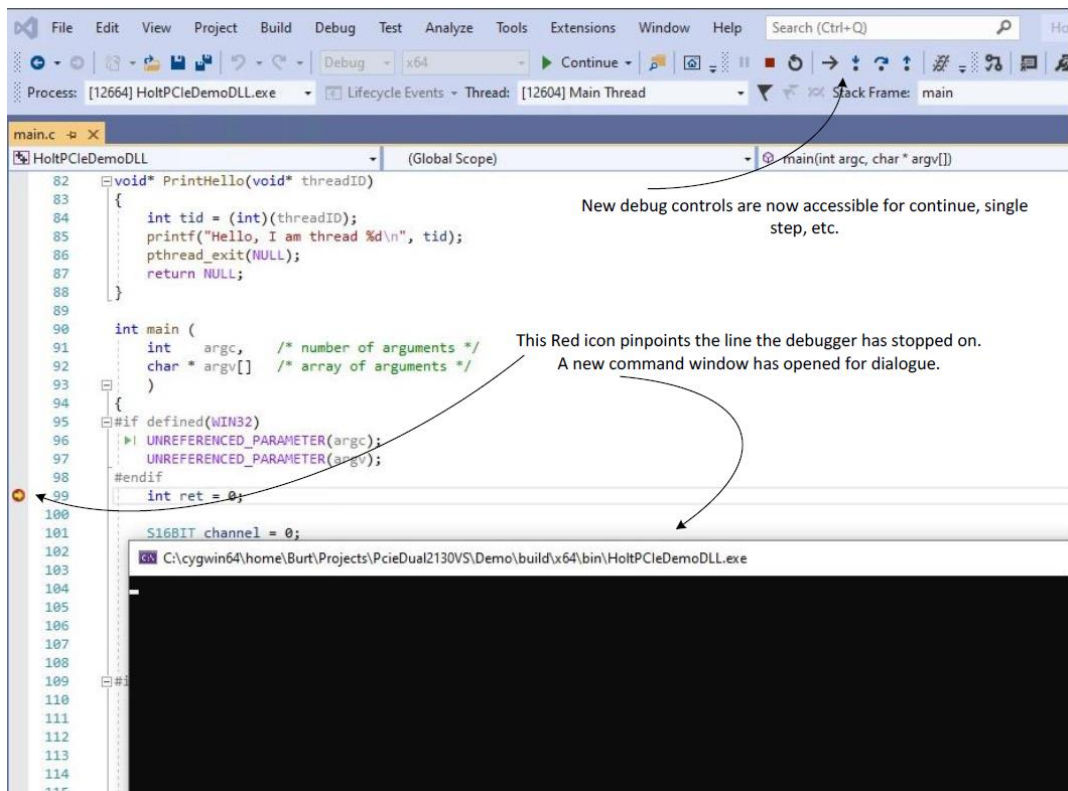 File Edit View Project Build Debug Test Analyze Tools Extensions Window Help Search (Ctrl+Q) Ho
Debug x64 Continue
Process: [12664] HoltPCIeDemoDLL.exe Lifecycle Events Thread: [12604] Main Thread Stack Frame: main
main.c
HoltPCIeDemoDLL (Global Scope) main(int argc, char * argv[])
82 void* PrintHello(void* threadID)
83 {
84 int tid = (int)(threadID);
85 printf("Hello, I am thread %d\n", tid);
86 pthread_exit(NULL);
87 return NULL;
88 }
89
90 int main (
91 int argc, /* number of arguments */
92 char * argv[] /* array of arguments */
93 )
94 {
95 #if defined(WIN32)
96 UNREFERENCED_PARAMETER(argc);
97 UNREFERENCED_PARAMETER(argv);
98 #endif
99 int ret = 0;
100
101 S16BIT channel = 0;
102
103
104
105
106
107
108
109 #i
110
111
112
113
114
115
New debug controls are now accessible for continue, single
step, etc.
This Red icon pinpoints the line the debugger has stopped on.
A new command window has opened for dialogue.
C:\cygwin64\home\Burt\Projects\PcieDual2130VS\Demo\build\x64\bin\HoltPCIeDemoDLL.exe